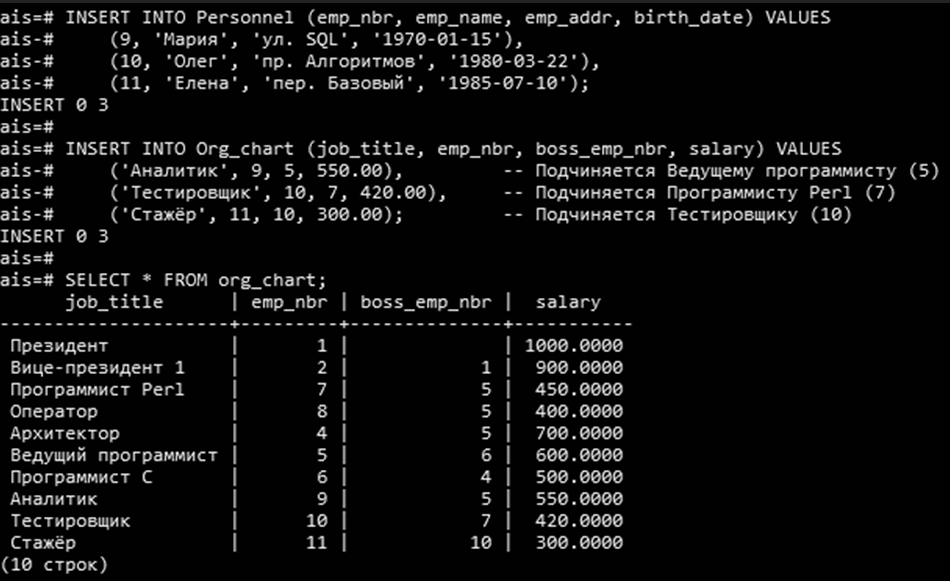 ais=# INSERT INTO Personnel (emp_nbr, emp_name, emp_addr, birth_date) VALUES
ais-#     (9, 'Мария', 'ул. SQL', '1970-01-15'),
ais-#     (10, 'Олег', 'пр. Алгоритмов', '1980-03-22'),
ais-#     (11, 'Елена', 'пер. Базовый', '1985-07-10');
INSERT 0 3
ais=#
ais=# INSERT INTO Org_chart (job_title, emp_nbr, boss_emp_nbr, salary) VALUES
ais-#     ('Аналитик', 9, 5, 550.00),         -- Подчиняется Ведущему программисту (5)
ais-#     ('Тестировщик', 10, 7, 420.00),     -- Подчиняется Программисту Perl (7)
ais-#     ('Стажёр', 11, 10, 300.00);         -- Подчиняется Тестировщику (10)
INSERT 0 3
ais=#
ais=# SELECT * FROM org_chart;
      job_title      | emp_nbr | boss_emp_nbr |  salary
---------------------+---------+--------------+-----------
 Президент           |       1 |              | 1000.0000
 Вице-президент 1    |       2 |            1 |  900.0000
 Программист Perl    |       7 |            5 |  450.0000
 Оператор            |       8 |            5 |  400.0000
 Архитектор          |       4 |            5 |  700.0000
 Ведущий программист |       5 |            6 |  600.0000
 Программист C       |       6 |            4 |  500.0000
 Аналитик            |       9 |            5 |  550.0000
 Тестировщик         |      10 |            7 |  420.0000
 Стажёр              |      11 |           10 |  300.0000
(10 строк)